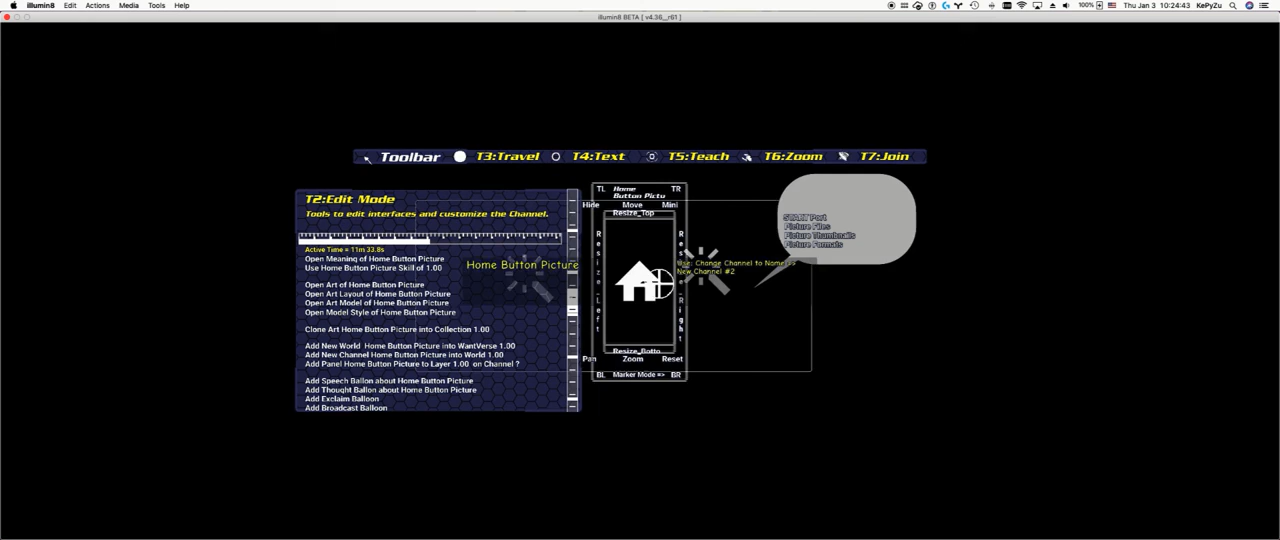 illumin8 Edit Actions Media Tools Help
100% Thu Jan 3 10:24:43 KePyZu
illumin8 BETA [ v4.36__r61 ]
Toolbar T3:Travel T4:Text T5:Teach T6:Zoom T7:Join
T2:Edit Mode
Tools to edit interfaces and customize the Channel.
Active Time = 11m 33.8s
Open Meaning of Home Button Picture
Use Home Button Picture Skill of 1.00
Open Art of Home Button Picture
Open Art Layout of Home Button Picture
Open Art Model of Home Button Picture
Open Model Style of Home Button Picture
Clone Art Home Button Picture into Collection 1.00
Add New World Home Button Picture into WantVerse 1.00
Add New Channel Home Button Picture into World 1.00
Add Panel Home Button Picture to Layer 1.00 on Channel ?
Add Speech Ballon about Home Button Picture
Add Thought Ballon about Home Button Picture
Add Exclaim Balloon
Add Broadcast Balloon
Home Button Picture
TL Home TR
Button Pictu
Hide Move Mini
Resize_Top
Resize_Left
Resize_Right
Resize_Botto
Pan Zoom Reset
BL Marker Mode => BR
Use: Change Channel to Name
New Channel #2
START Port
Picture Files
Picture Thumbnails
Picture Formats